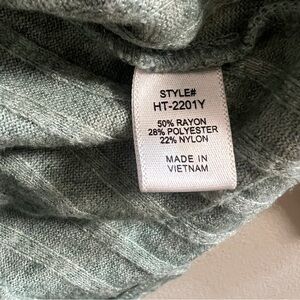 STYLE#
HT-2201Y
50% RAYON
28% POLYESTER
22% NYLON
MADE IN
VIETNAM